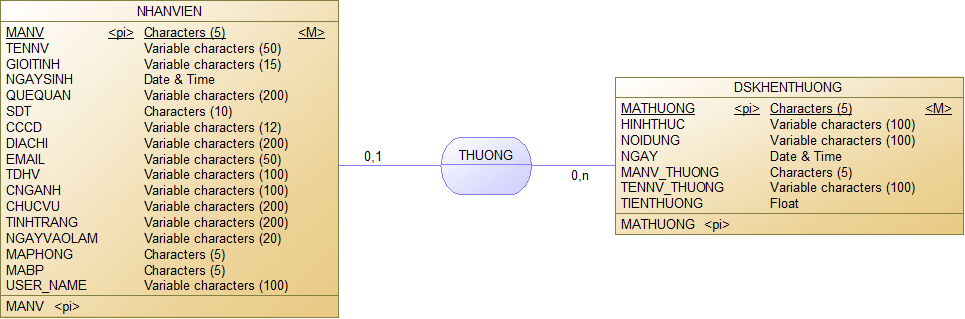 NHANVIEN
MANV <pi> Characters (5) <M>
TENNV Variable characters (50)
GIOITINH Variable characters (15)
NGAYSINH Date & Time
QUEQUAN Variable characters (200)
SDT Characters (10)
CCCD Variable characters (12)
DIACHI Variable characters (200)
EMAIL Variable characters (50)
TDHV Variable characters (100)
CNGANH Variable characters (100)
CHUCVU Variable characters (200)
TINHTRANG Variable characters (200)
NGAYVAOLAM Variable characters (20)
MAPHONG Characters (5)
MABP Characters (5)
USER_NAME Variable characters (100)
MANV <pi>
0,1
THUONG
0,n
DSKHENTHUONG
MATHUONG <pi> Characters (5) <M>
HINHTHUC Variable characters (100)
NOIDUNG Variable characters (100)
NGAY Date & Time
MANV_THUONG Characters (5)
TENNV_THUONG Variable characters (100)
TIENTHUONG Float
MATHUONG <pi>